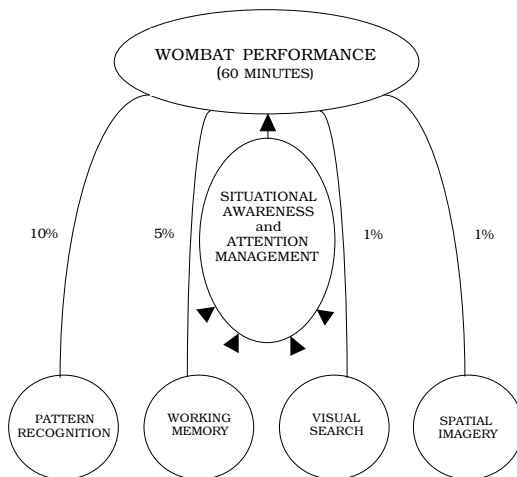 WOMBAT PERFORMANCE
(60 MINUTES)
SITUATIONAL
AWARENESS
and
ATTENTION
MANAGEMENT
10%
5%
1%
1%
PATTERN
RECOGNITION
WORKING
MEMORY
VISUAL
SEARCH
SPATIAL
IMAGERY